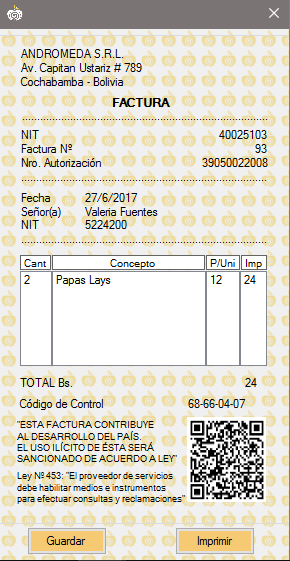 ANDROMEDA S.R.L.
Av. Capitan Ustariz # 789
Cochabamba - Bolivia
FACTURA
NIT 40025103
Factura Nº 93
Nro. Autorización 39050022008
Fecha 27/6/2017
Señor(a) Valeria Fuentes
NIT 5224200
Cant Concepto P/Uni Imp
2 Papas Lays 12 24
TOTAL Bs. 24
Código de Control 68-66-04-07
"ESTA FACTURA CONTRIBUYE
AL DESARROLLO DEL PAÍS.
EL USO ILÍCITO DE ÉSTA SERÁ
SANCIONADO DE ACUERDO A LEY"
Ley Nº 453: "El proveedor de servicios
debe habilitar medios e instrumentos
para efectuar consultas y reclamaciones"
Guardar Imprimir